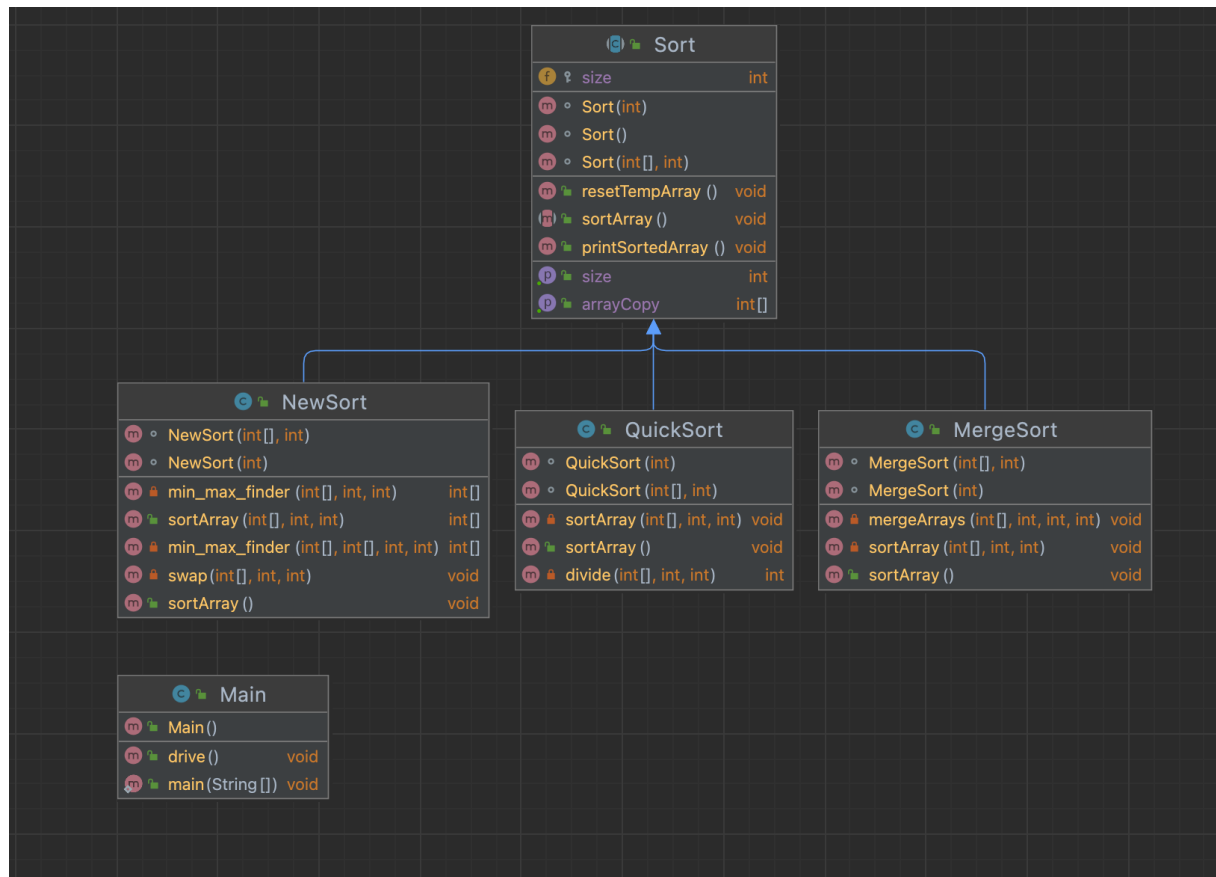 Sort
size int
Sort(int)
Sort()
Sort(int[], int)
resetTempArray () void
sortArray () void
printSortedArray () void
size int
arrayCopy int[]
NewSort
NewSort(int[], int)
NewSort(int)
min_max_finder (int[], int, int) int[]
sortArray (int[], int, int) int[]
min_max_finder (int[], int[], int, int) int[]
swap(int[], int, int) void
sortArray () void
QuickSort
QuickSort(int)
QuickSort(int[], int)
sortArray (int[], int, int) void
sortArray () void
divide(int[], int, int) int
MergeSort
MergeSort(int[], int)
MergeSort(int)
mergeArrays (int[], int, int, int) void
sortArray (int[], int, int) void
sortArray () void
Main
Main()
drive() void
main(String[]) void